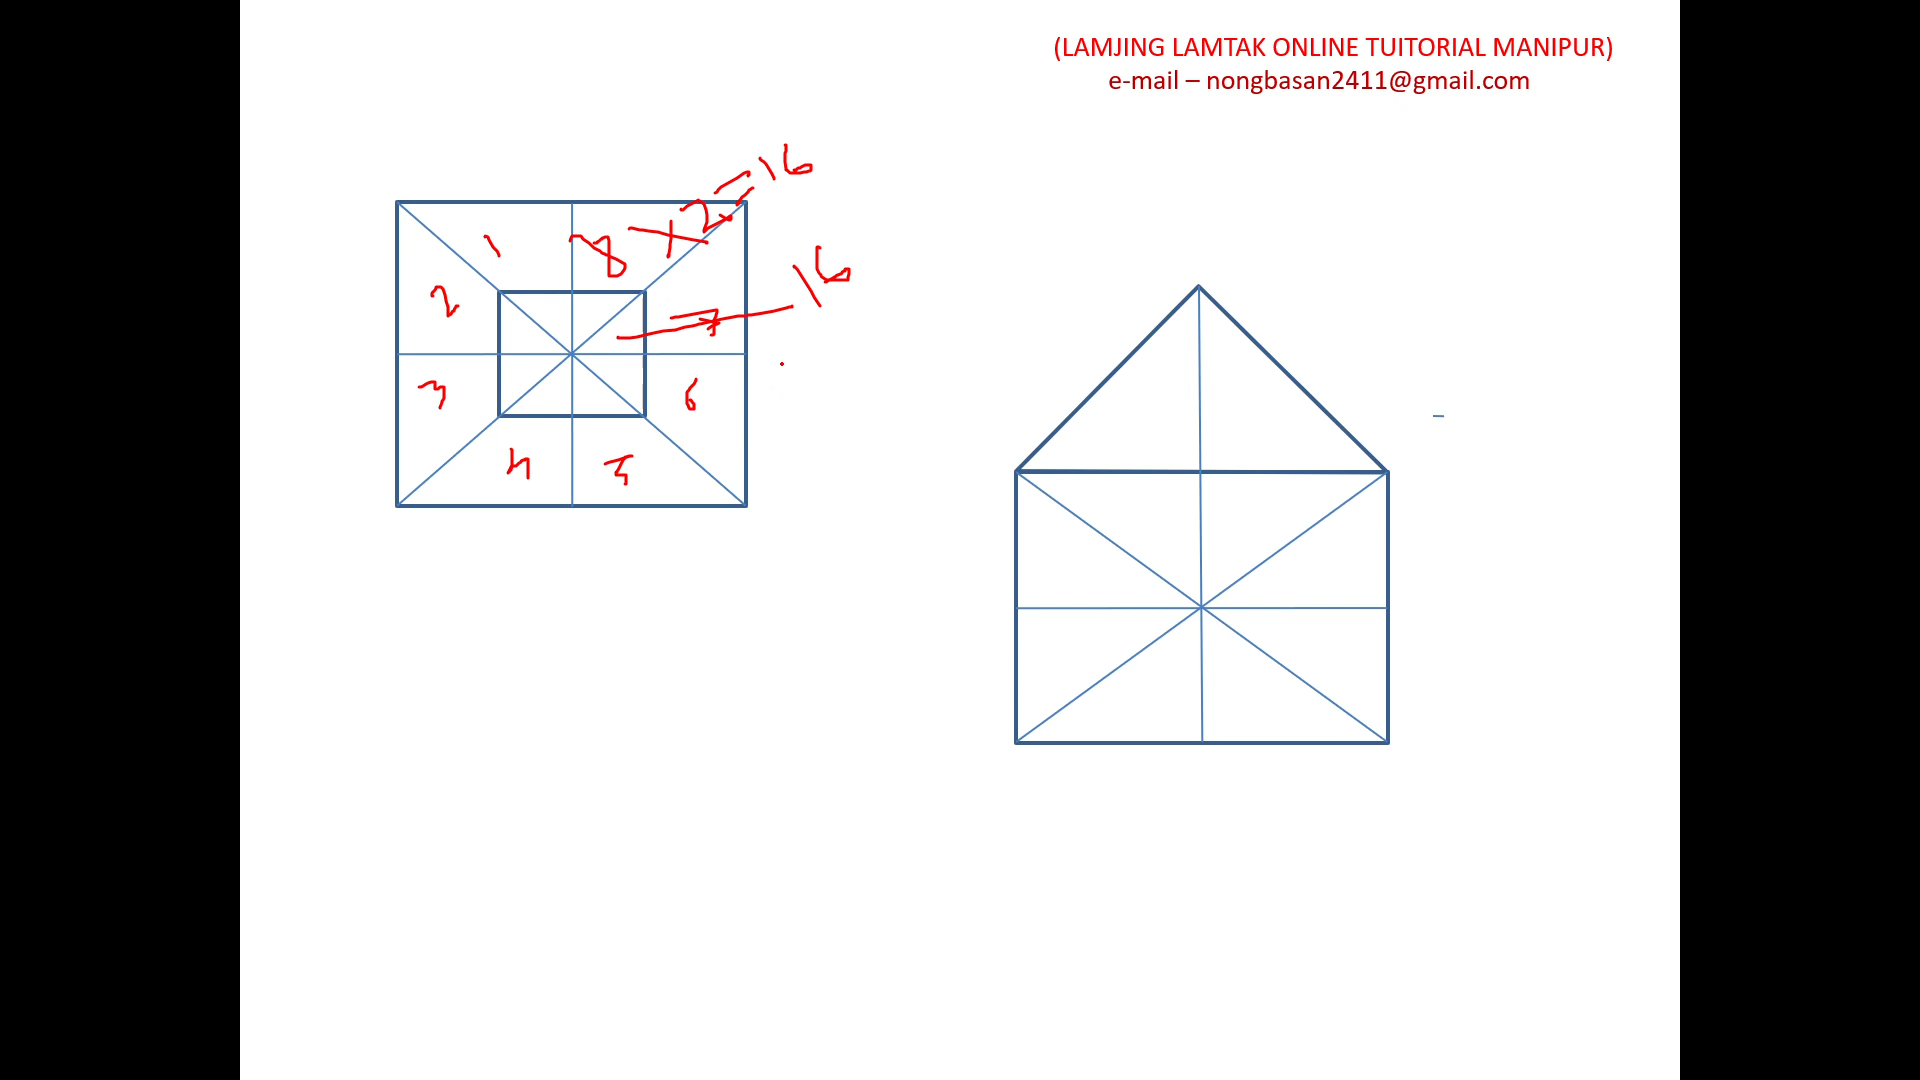 (LAMJING LAMTAK ONLINE TUITORIAL MANIPUR)
e-mail – nongbasan2411@gmail.com
1 8 x 2 = 16
2 7 16
3 6
4 5